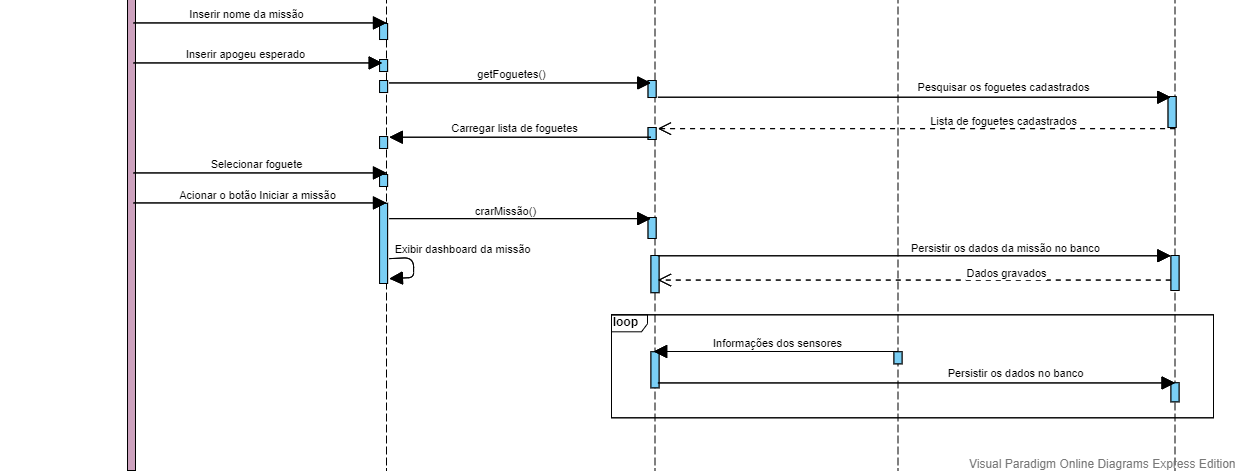 Inserir nome da missão
Inserir apogeu esperado
getFoguetes()
Pesquisar os foguetes cadastrados
Lista de foguetes cadastrados
Carregar lista de foguetes
Selecionar foguete
Acionar o botão Iniciar a missão
crarMissão()
Exibir dashboard da missão
Persistir os dados da missão no banco
Dados gravados
loop
Informações dos sensores
Persistir os dados no banco
Visual Paradigm Online Diagrams Express Edition